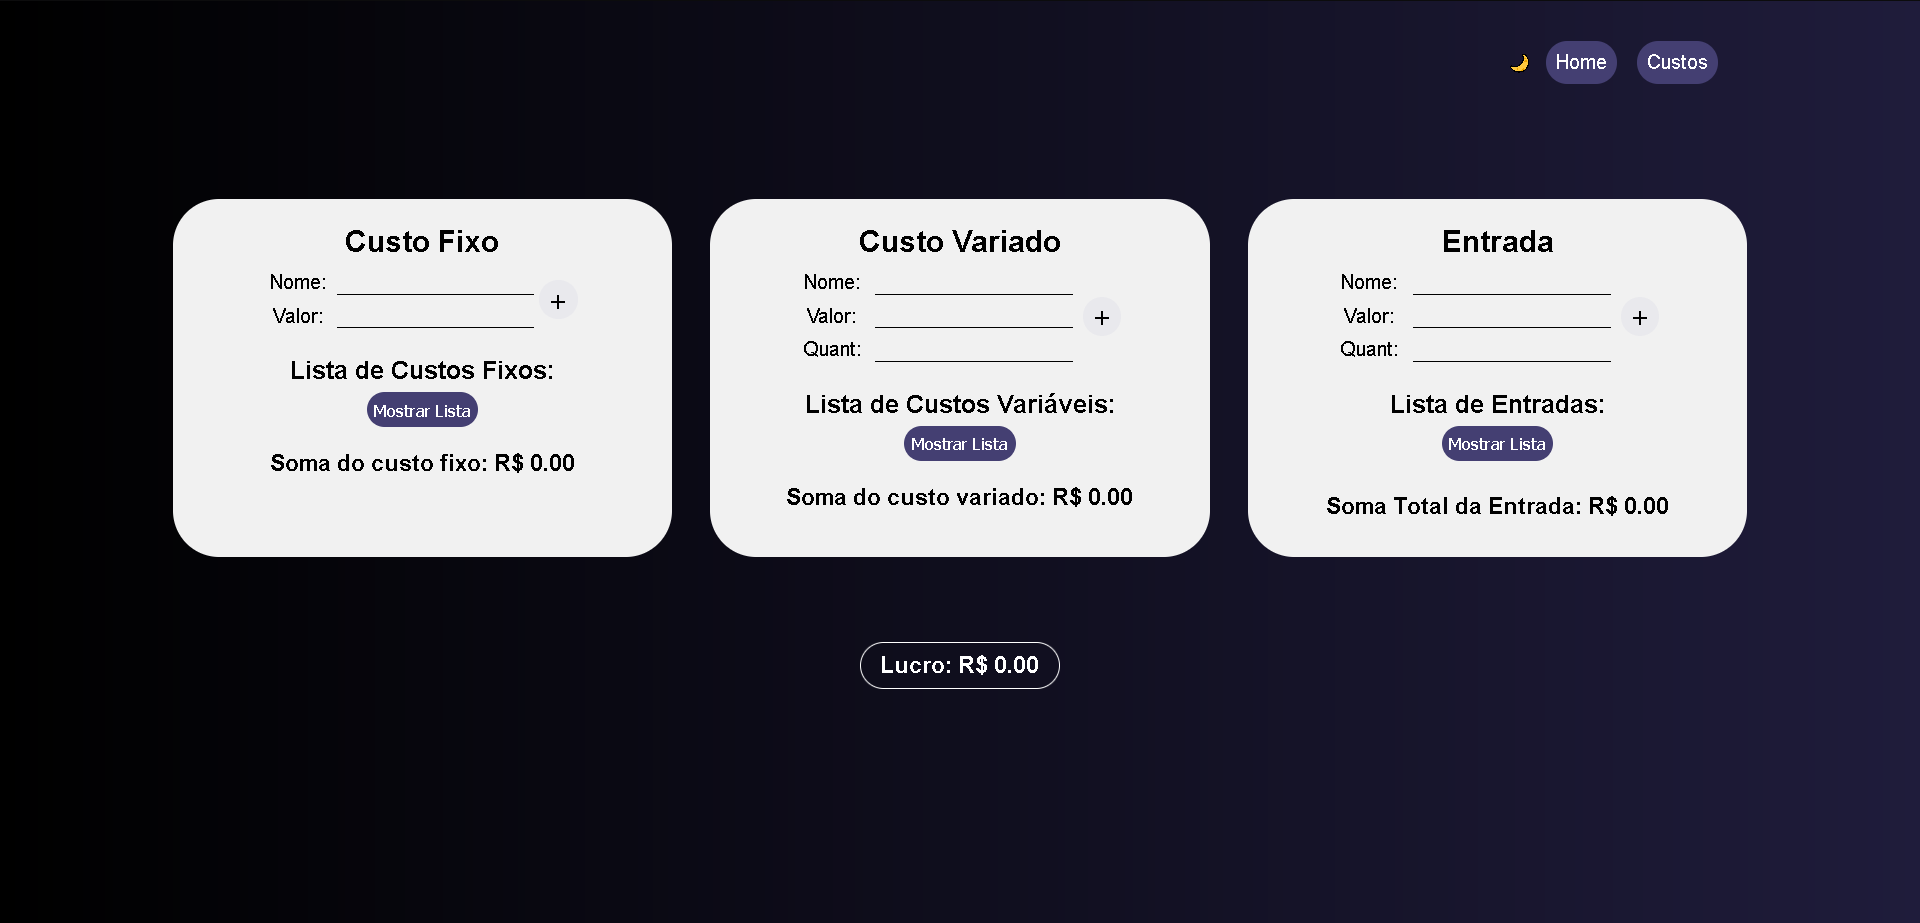 Home Custos
Custo Fixo
Nome:
Valor:
+
Lista de Custos Fixos:
Mostrar Lista
Soma do custo fixo: R$ 0.00
Custo Variado
Nome:
Valor:
+
Quant:
Lista de Custos Variáveis:
Mostrar Lista
Soma do custo variado: R$ 0.00
Entrada
Nome:
Valor:
+
Quant:
Lista de Entradas:
Mostrar Lista
Soma Total da Entrada: R$ 0.00
Lucro: R$ 0.00